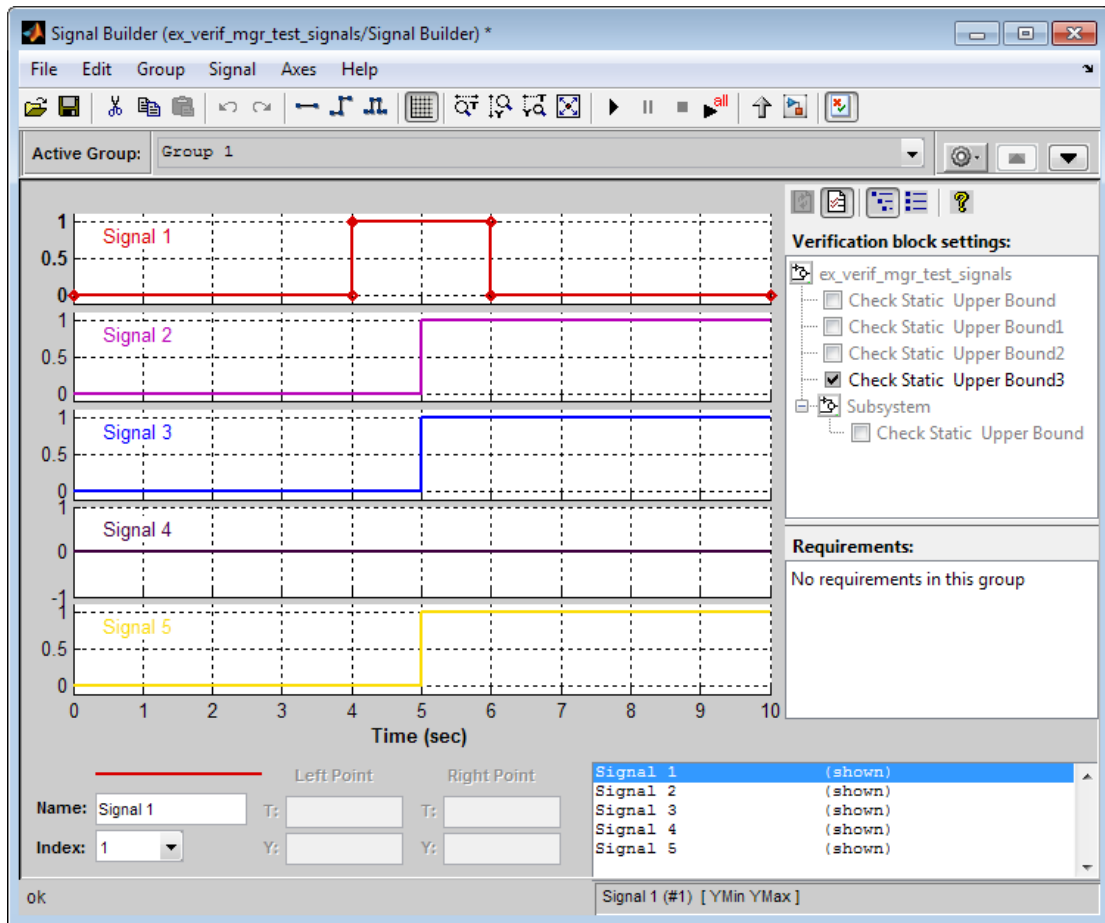 Signal Builder (ex_verif_mgr_test_signals/Signal Builder) *
File Edit Group Signal Axes Help
all
Active Group: Group 1
1
Signal 1
0.5
0
1
Signal 2
0.5
0
1
Signal 3
0.5
0
1
Signal 4
0
-1
1
Signal 5
0.5
0
0 1 2 3 4 5 6 7 8 9 10
Time (sec)
Verification block settings:
ex_verif_mgr_test_signals
Check Static Upper Bound
Check Static Upper Bound1
Check Static Upper Bound2
Check Static Upper Bound3
Subsystem
Check Static Upper Bound
Requirements:
No requirements in this group
Left Point Right Point
Name: Signal 1 T: T:
Index: 1 Y: Y:
Signal 1 (shown)
Signal 2 (shown)
Signal 3 (shown)
Signal 4 (shown)
Signal 5 (shown)
ok
Signal 1 (#1) [ YMin YMax ]